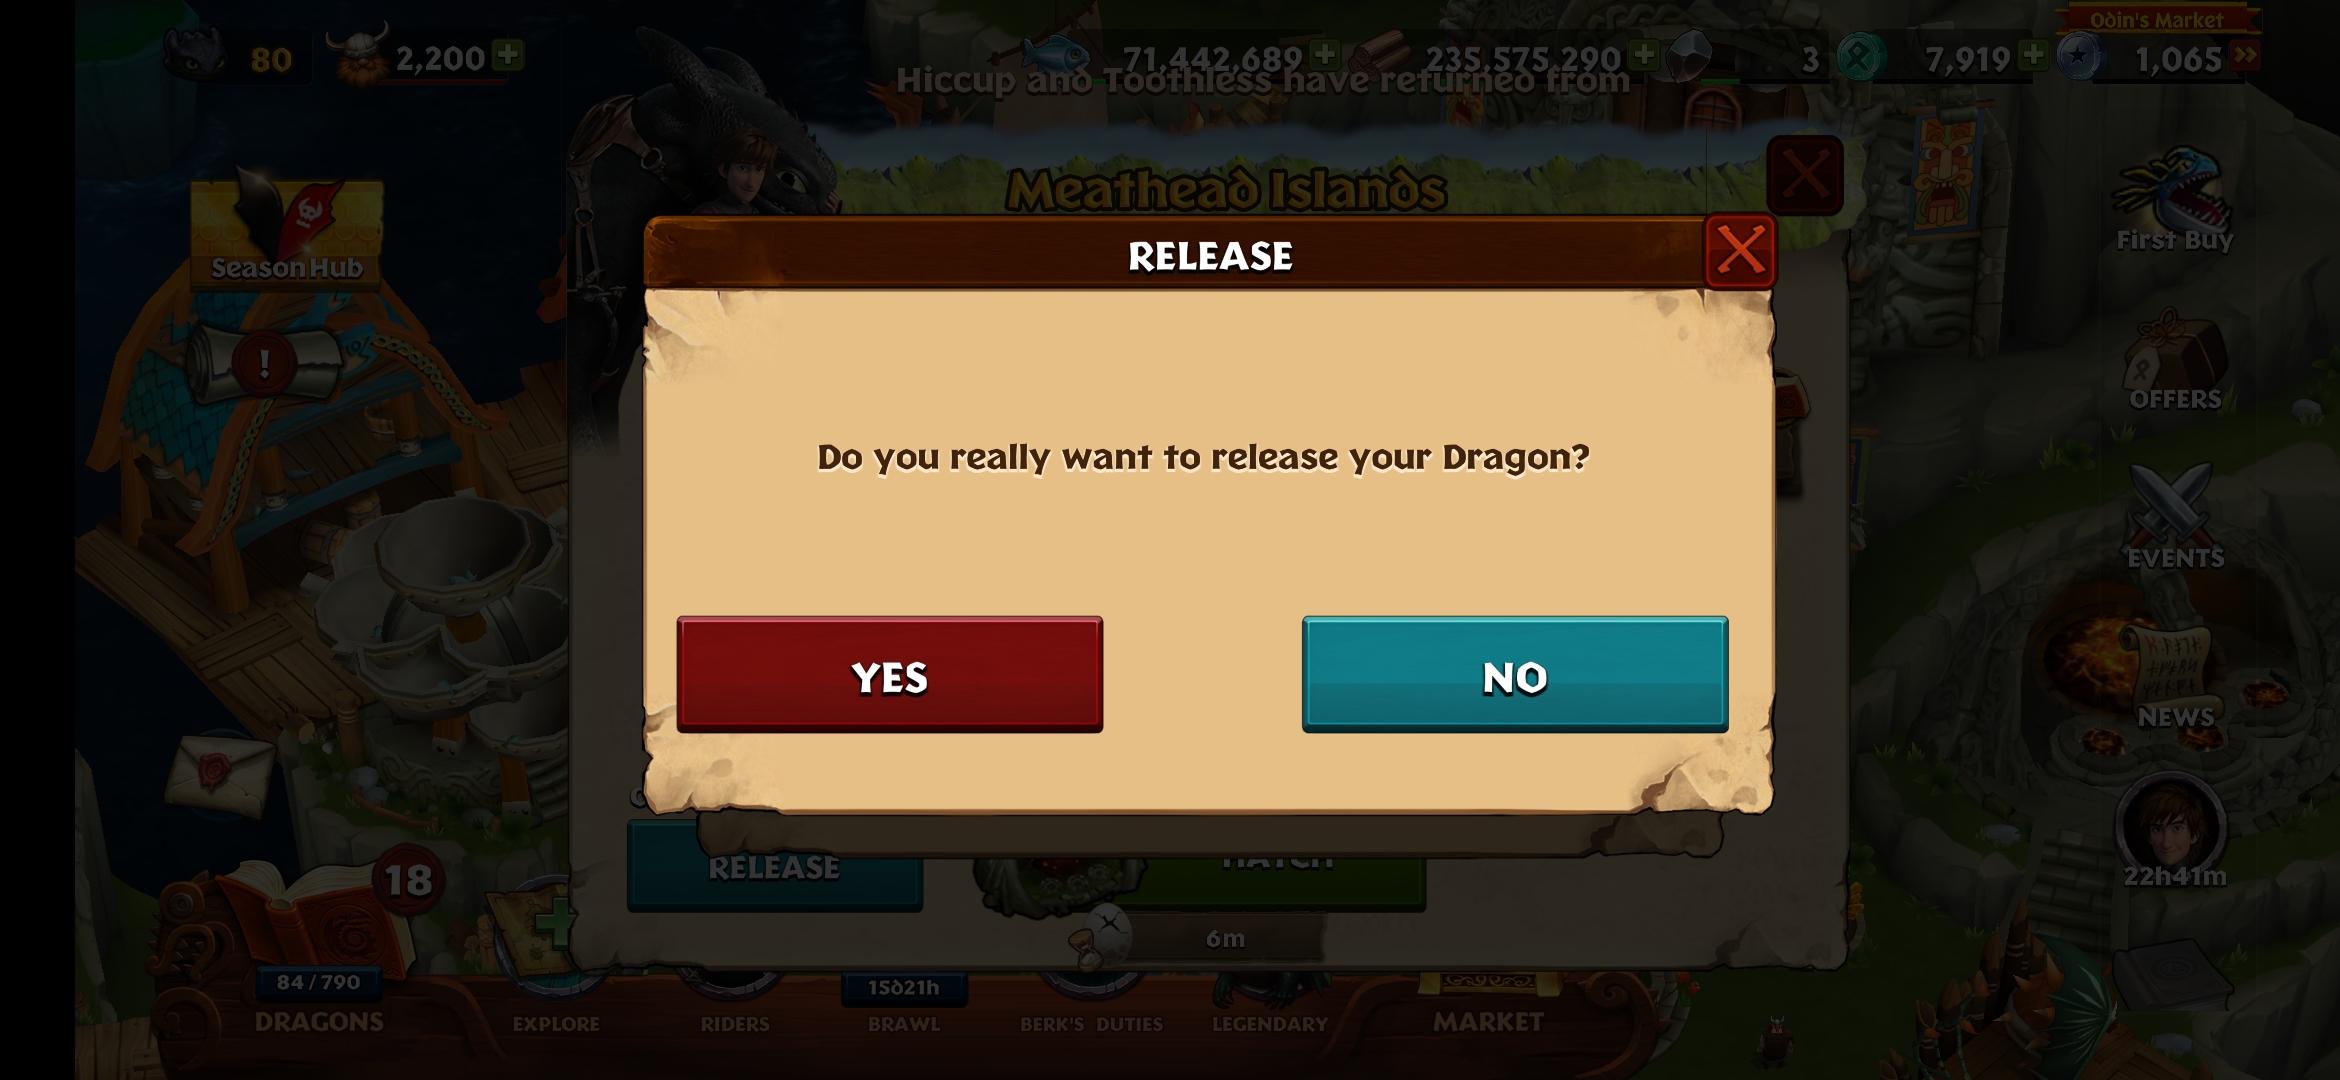 Odin's Market
80
2,200
71,442,689
235,575,290
3
7,919
1,065
Hiccup and Toothless have returned from
Meathead Islands
First Buy
Season Hub
RELEASE
!
OFFERS
Do you really want to release your Dragon?
EVENTS
YES
NO
NEWS
RELEASE
HATCH
18
22h41m
6m
84 / 790
15d21h
DRAGONS
EXPLORE
RIDERS
BRAWL
BERK'S DUTIES
LEGENDARY
MARKET